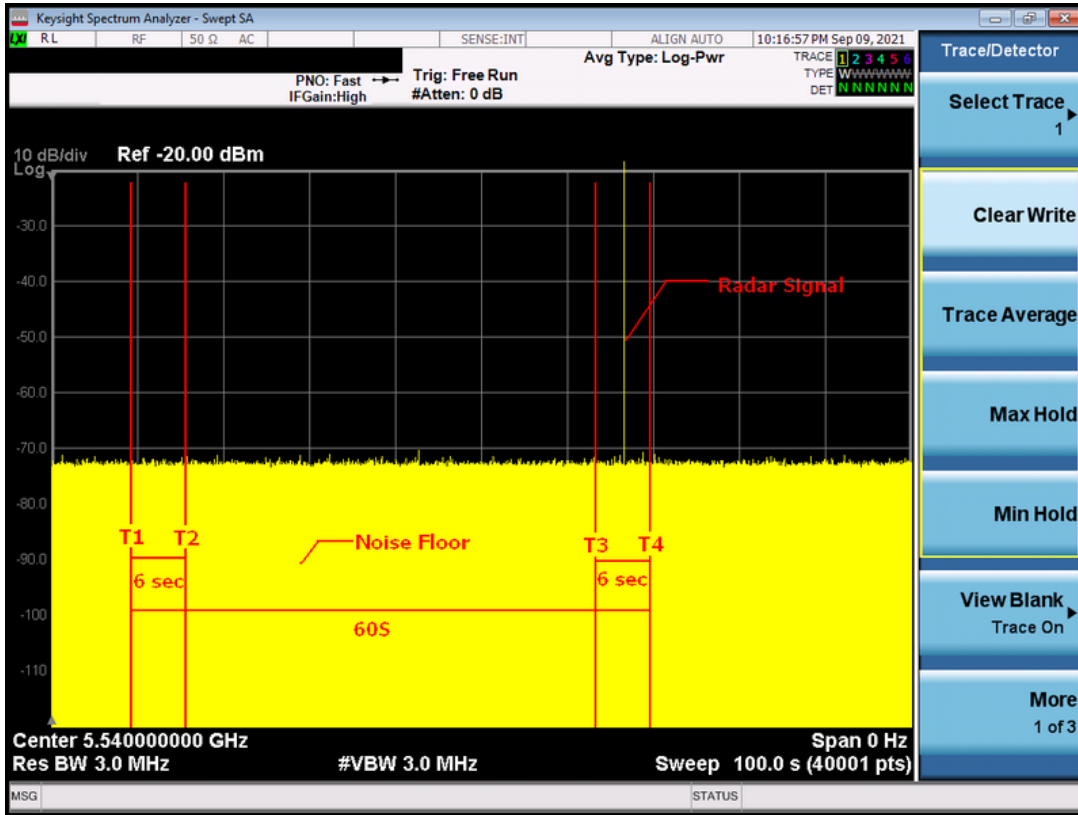 Keysight Spectrum Analyzer - Swept SA
LXI RL RF 50 Ω AC SENSE:INT ALIGN AUTO 10:16:57 PM Sep 09, 2021
Avg Type: Log-Pwr
TRACE 1 2 3 4 5 6
TYPE WWWWWW
DET N N N N N N
PNO: Fast
IFGain:High
Trig: Free Run
#Atten: 0 dB
10 dB/div Ref -20.00 dBm
Log
-30.0
-40.0
-50.0
-60.0
-70.0
-80.0
-90.0
-100
-110
Radar Signal
T1 T2 T3 T4
Noise Floor
6 sec 6 sec
60S
Center 5.540000000 GHz Span 0 Hz
Res BW 3.0 MHz #VBW 3.0 MHz Sweep 100.0 s (40001 pts)
MSG STATUS
Trace/Detector
Select Trace
1
Clear Write
Trace Average
Max Hold
Min Hold
View Blank
Trace On
More
1 of 3